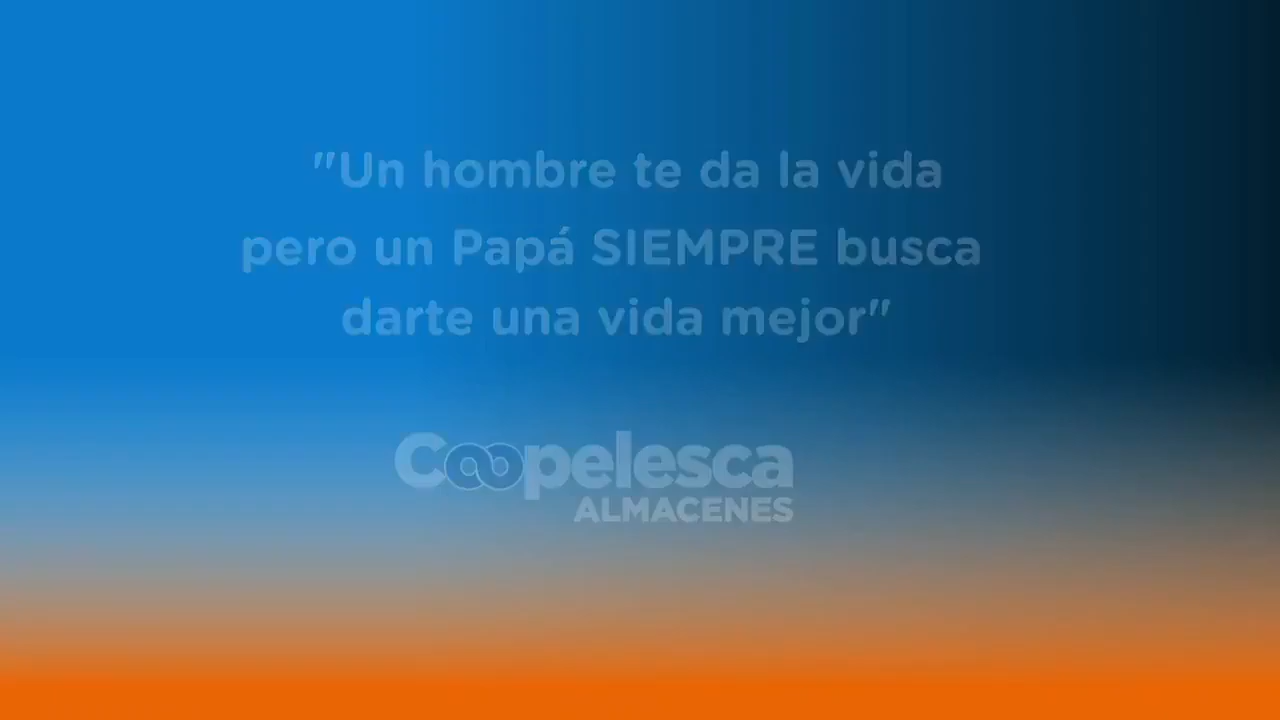 "Un hombre te da la vida
pero un Papá SIEMPRE busca
darte una vida mejor"
Coopelesca
ALMACENES